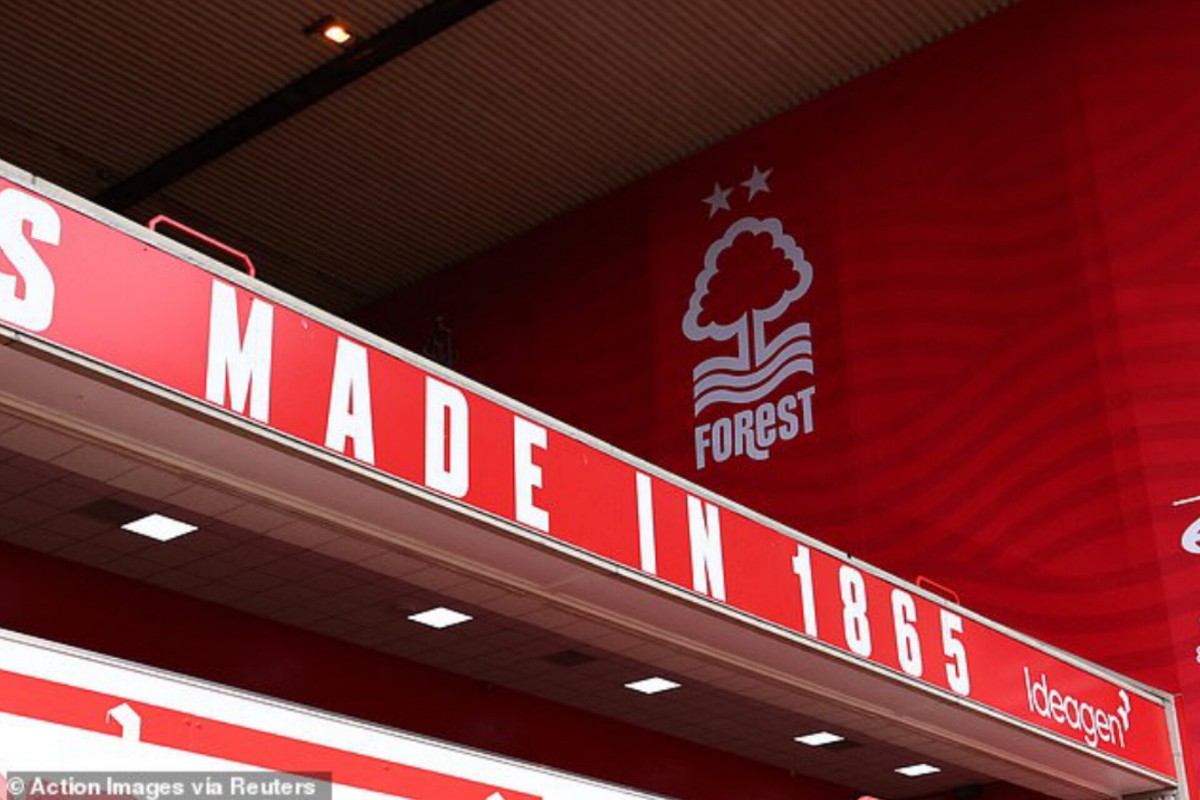 FOREST
S MADE IN 1865
Ideagen
© Action Images via Reuters